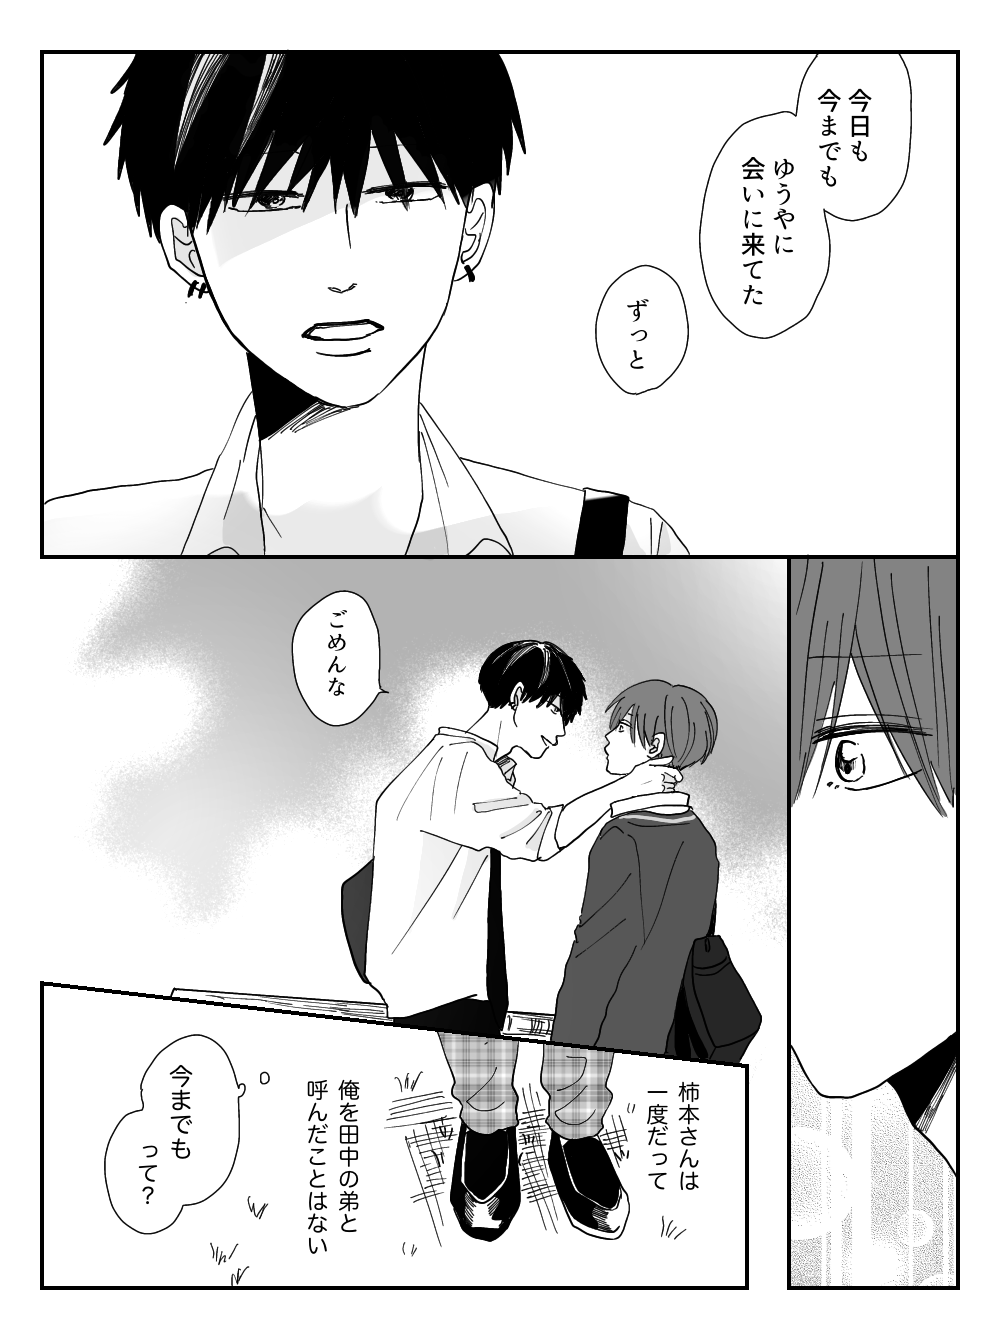 今日も
今までも
ゆうやに
会いに来てた
ずっと
ごめんな
柿本さんは
一度だって
俺を田中の弟と
呼んだことはない
今までも
って？